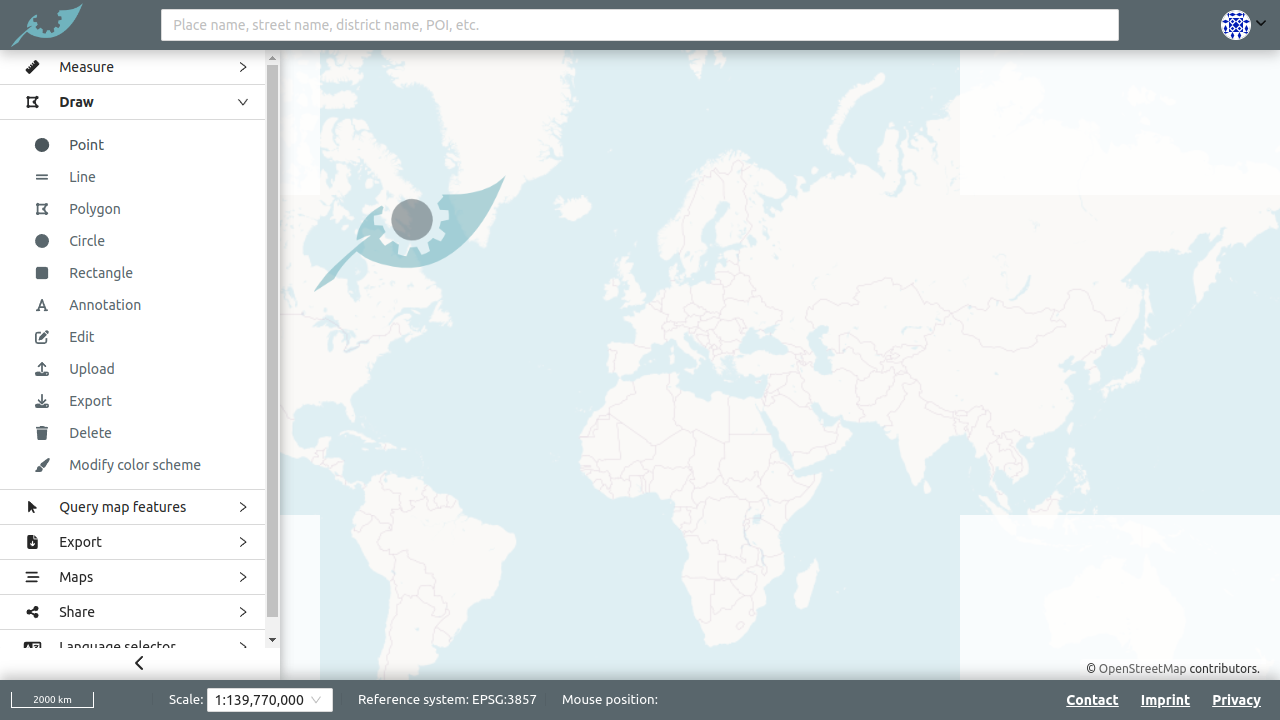 Place name, street name, district name, POI, etc.
Measure
Draw
Point
Line
Polygon
Circle
Rectangle
Annotation
Edit
Upload
Export
Delete
Modify color scheme
Query map features
Export
Maps
Share
Language selector
© OpenStreetMap contributors.
2000 km
Scale: 1:139,770,000
Reference system: EPSG:3857
Mouse position:
Contact
Imprint
Privacy